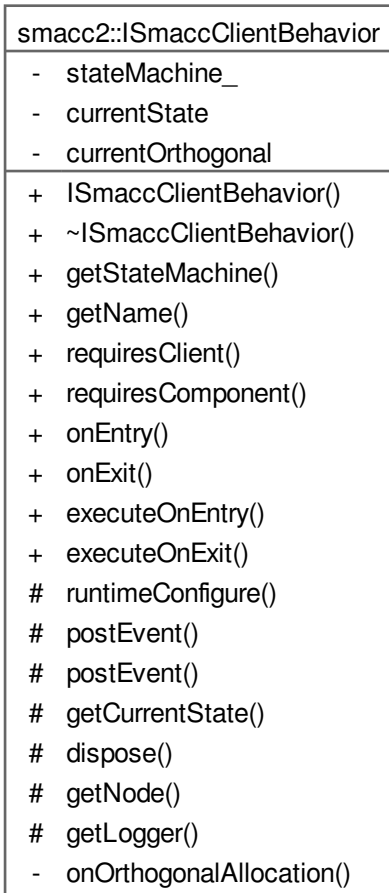 smacc2::ISmaccClientBehavior
- stateMachine_
- currentState
- currentOrthogonal
+ ISmaccClientBehavior()
+ ~ISmaccClientBehavior()
+ getStateMachine()
+ getName()
+ requiresClient()
+ requiresComponent()
+ onEntry()
+ onExit()
+ executeOnEntry()
+ executeOnExit()
# runtimeConfigure()
# postEvent()
# postEvent()
# getCurrentState()
# dispose()
# getNode()
# getLogger()
- onOrthogonalAllocation()